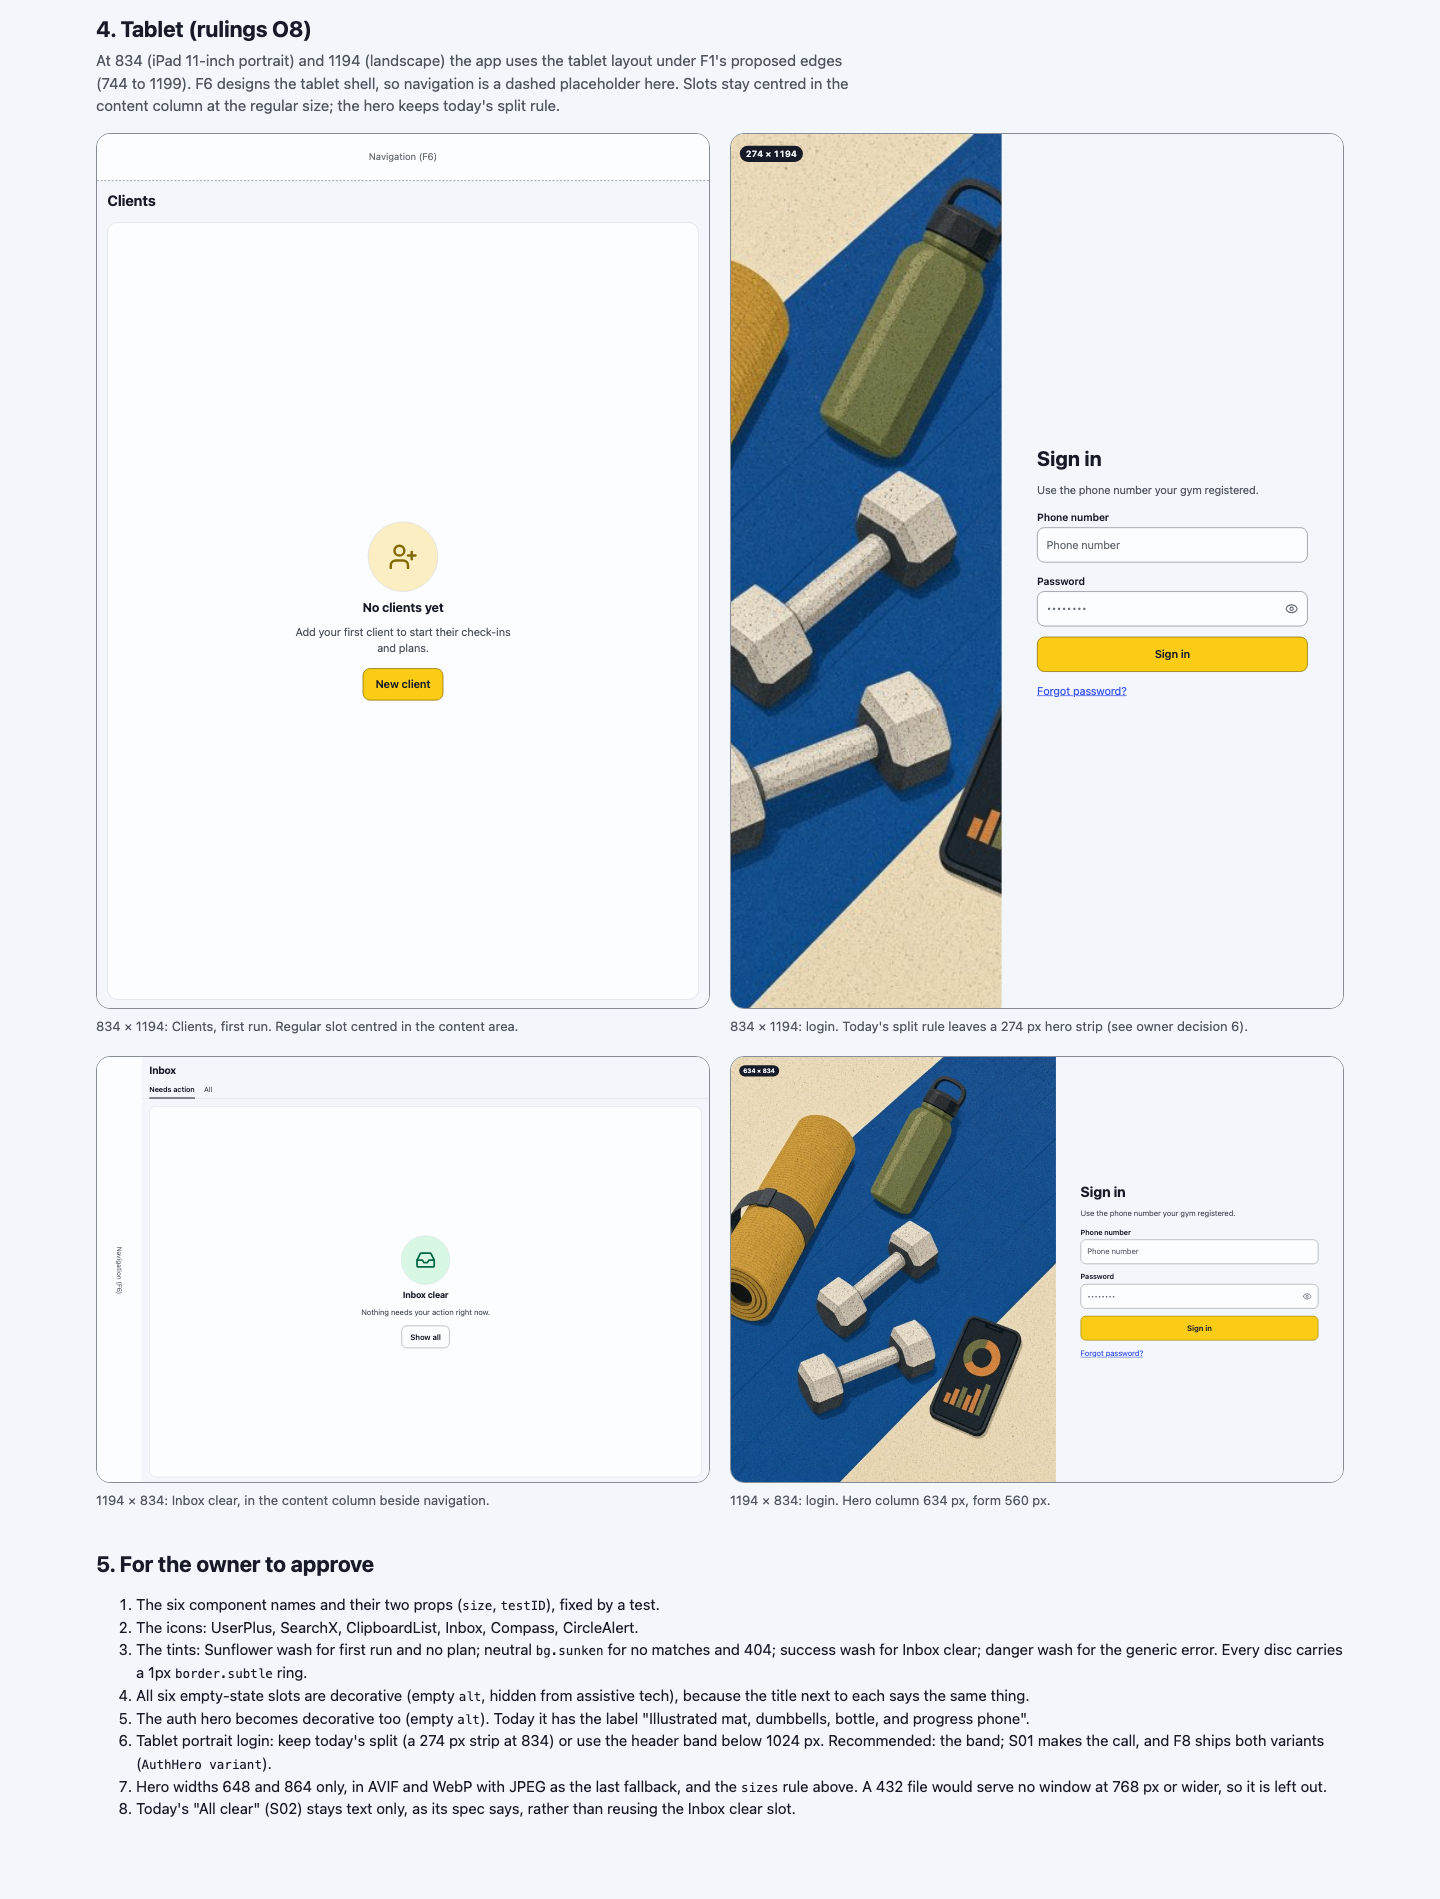 4. Tablet (rulings O8)
At 834 (iPad 11-inch portrait) and 1194 (landscape) the app uses the tablet layout under F1's proposed edges
(744 to 1199). F6 designs the tablet shell, so navigation is a dashed placeholder here. Slots stay centred in the
content column at the regular size; the hero keeps today's split rule.
Navigation (F6)
Clients
No clients yet
Add your first client to start their check-ins
and plans.
New client
834 × 1194: Clients, first run. Regular slot centred in the content area.
274 × 1194
Sign in
Use the phone number your gym registered.
Phone number
Phone number
Password
••••••••
Sign in
Forgot password?
834 × 1194: login. Today's split rule leaves a 274 px hero strip (see owner decision 6).
Navigation (F6)
Inbox
Needs action All
Inbox clear
Nothing needs your action right now.
Show all
1194 × 834: Inbox clear, in the content column beside navigation.
634 × 834
Sign in
Use the phone number your gym registered.
Phone number
Phone number
Password
••••••••
Sign in
Forgot password?
1194 × 834: login. Hero column 634 px, form 560 px.
5. For the owner to approve
1. The six component names and their two props (size, testID), fixed by a test.
2. The icons: UserPlus, SearchX, ClipboardList, Inbox, Compass, CircleAlert.
3. The tints: Sunflower wash for first run and no plan; neutral bg.sunken for no matches and 404; success wash for Inbox clear; danger wash for the generic error. Every disc carries
a 1px border.subtle ring.
4. All six empty-state slots are decorative (empty alt, hidden from assistive tech), because the title next to each says the same thing.
5. The auth hero becomes decorative too (empty alt). Today it has the label "Illustrated mat, dumbbells, bottle, and progress phone".
6. Tablet portrait login: keep today's split (a 274 px strip at 834) or use the header band below 1024 px. Recommended: the band; S01 makes the call, and F8 ships both variants
(AuthHero variant).
7. Hero widths 648 and 864 only, in AVIF and WebP with JPEG as the last fallback, and the sizes rule above. A 432 file would serve no window at 768 px or wider, so it is left out.
8. Today's "All clear" (S02) stays text only, as its spec says, rather than reusing the Inbox clear slot.